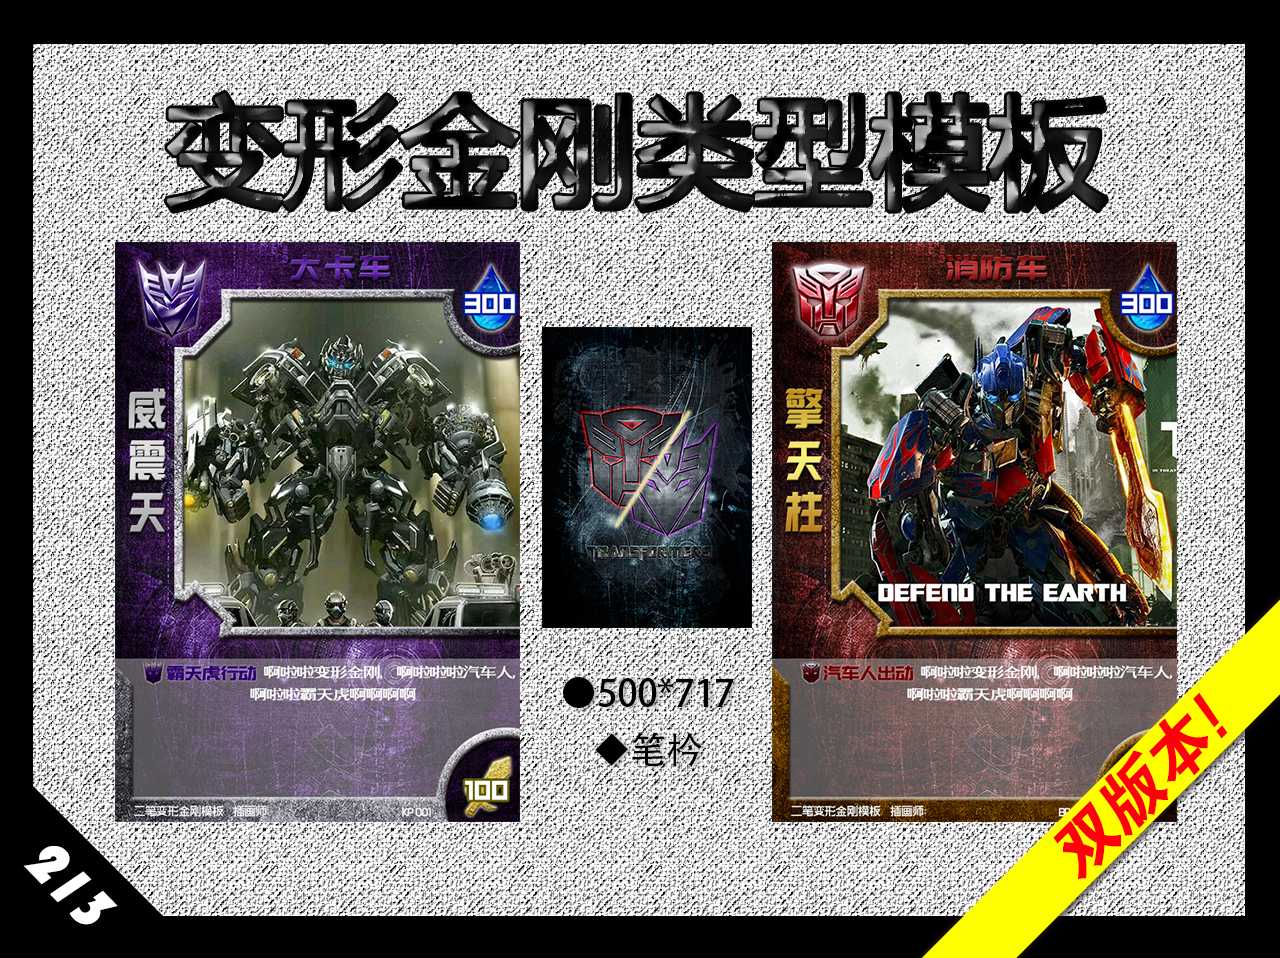 变形金刚类型模板
大卡车
300
威震天
霸天虎行动 啊啦啦变形金刚，啊啦啦啦汽车人,
啊啦啦霸天虎啊啊啊啊
100
二笔变形金刚模板 插画师:
KP 001
TRANSFORMERS
●500*717
◆笔衿
消防车
300
擎天柱
DEFEND THE EARTH
汽车人出动 啊啦啦变形金刚，啊啦啦啦汽车人,
啊啦啦霸天虎啊啊啊啊
二笔变形金刚模板 插画师:
双版本!
213